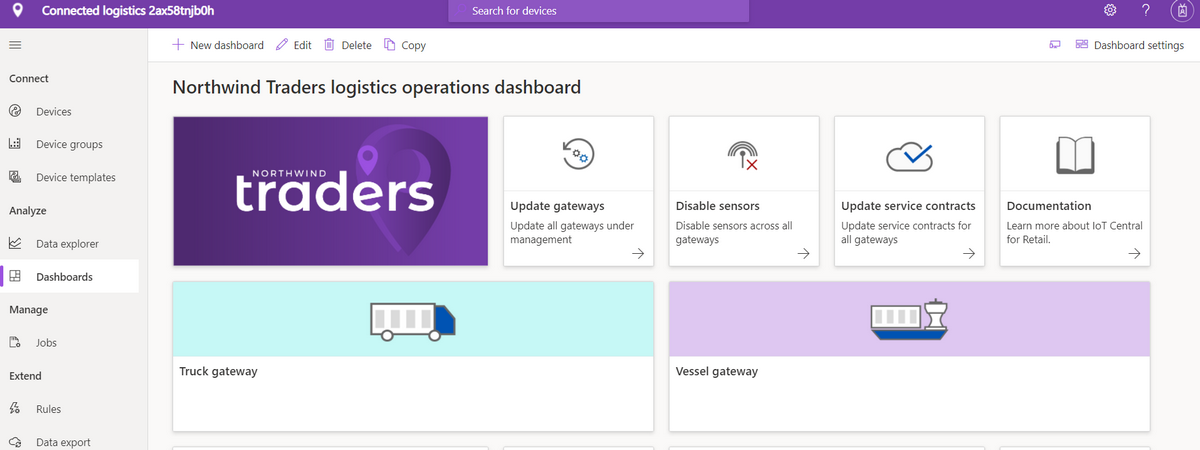 Connected logistics 2ax58tnjb0h
Search for devices
?
New dashboard
Edit
Delete
Copy
Dashboard settings
Connect
Devices
Device groups
Device templates
Analyze
Data explorer
Dashboards
Manage
Jobs
Extend
Rules
Data export
Northwind Traders logistics operations dashboard
NORTHWIND
traders
Update gateways
Update all gateways under
management
Disable sensors
Disable sensors across all
gateways
Update service contracts
Update service contracts for
all gateways
Documentation
Learn more about IoT Central
for Retail.
Truck gateway
Vessel gateway